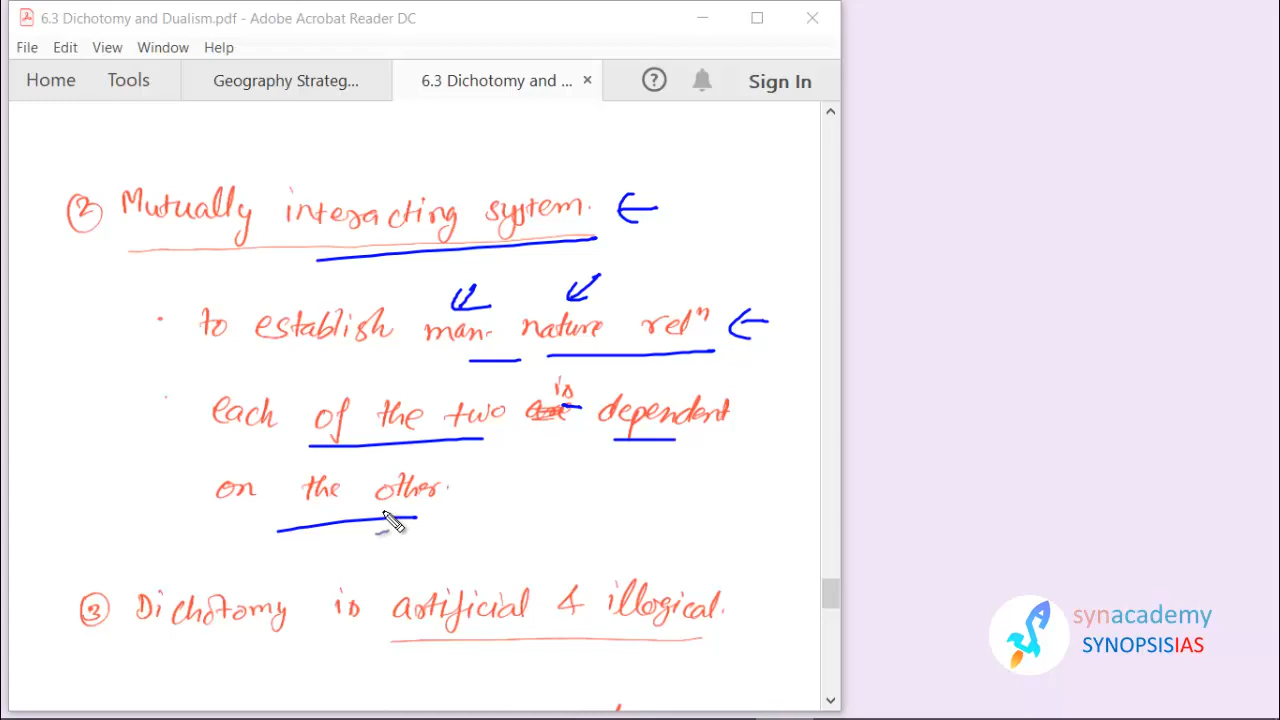 6.3 Dichotomy and Dualism.pdf - Adobe Acrobat Reader DC
File Edit View Window Help
Home Tools Geography Strateg... 6.3 Dichotomy and ... × ? Sign In
② Mutually interacting system. ←
· to establish man- nature relⁿ ←
· each of the two is dependent
on the other.
③ Dichotomy is artificial & illogical.
synacademy
SYNOPSISIAS